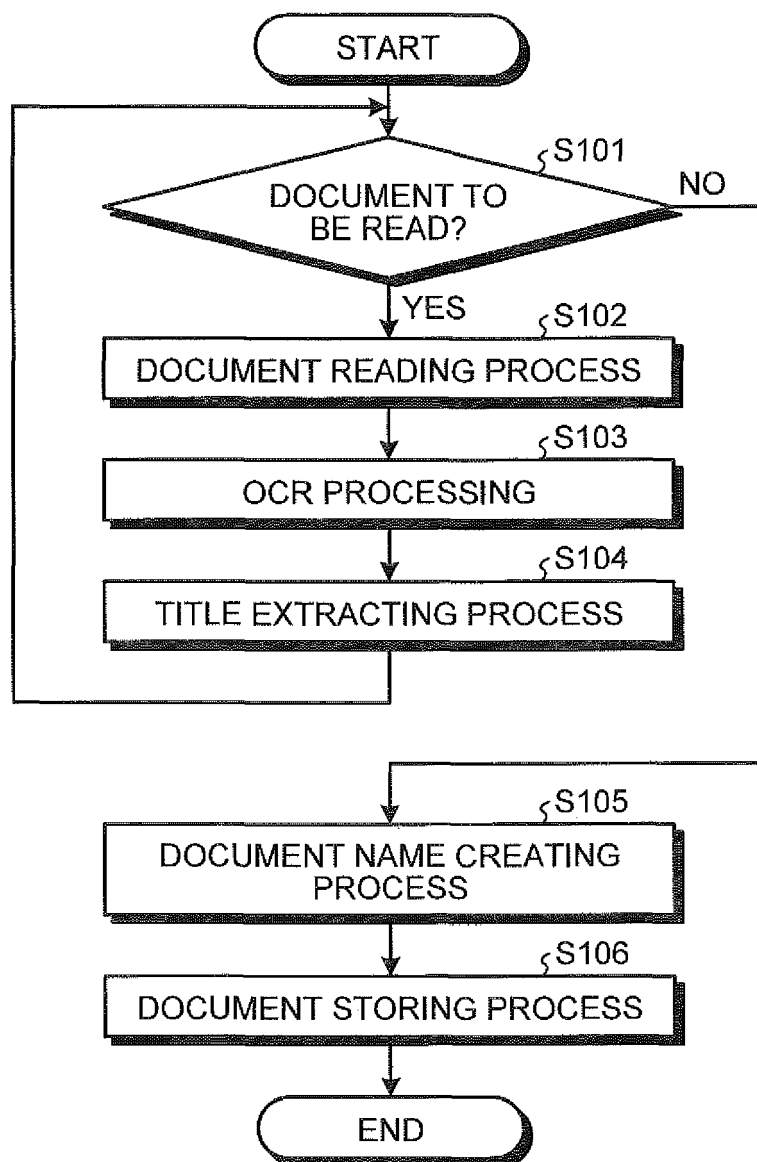 START
S101
DOCUMENT TO
BE READ?
NO
YES
S102
DOCUMENT READING PROCESS
S103
OCR PROCESSING
S104
TITLE EXTRACTING PROCESS
S105
DOCUMENT NAME CREATING
PROCESS
S106
DOCUMENT STORING PROCESS
END